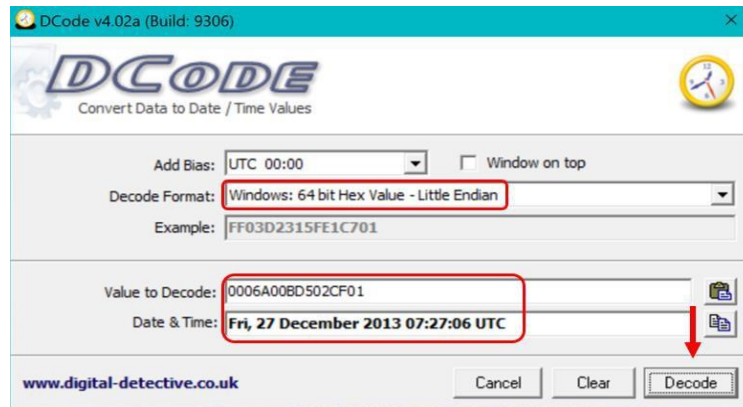 DCode v4.02a (Build: 9306)
DCODE
Convert Data to Date / Time Values
12
Add Bias: UTC 00:00 Window on top
Decode Format: Windows: 64 bit Hex Value - Little Endian
Example: FF03D2315FE1C701
Value to Decode: 0006A00BD502CF01
Date & Time: Fri, 27 December 2013 07:27:06 UTC
www.digital-detective.co.uk Cancel Clear Decode